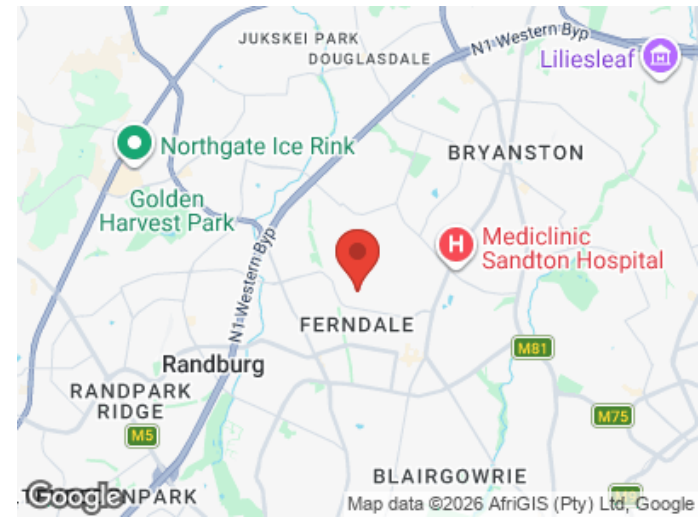 JUKSKEI PARK
DOUGLASDALE
N1 Western Byp
Liliesleaf
Northgate Ice Rink
BRYANSTON
Golden
Harvest Park
Mediclinic
Sandton Hospital
H
N1 Western Byp
FERNDALE
M81
Randburg
RANDPARK
RIDGE
M75
M5
BLAIRGOWRIE
Google
Map data ©2026 AfriGIS (Pty) Ltd, Google